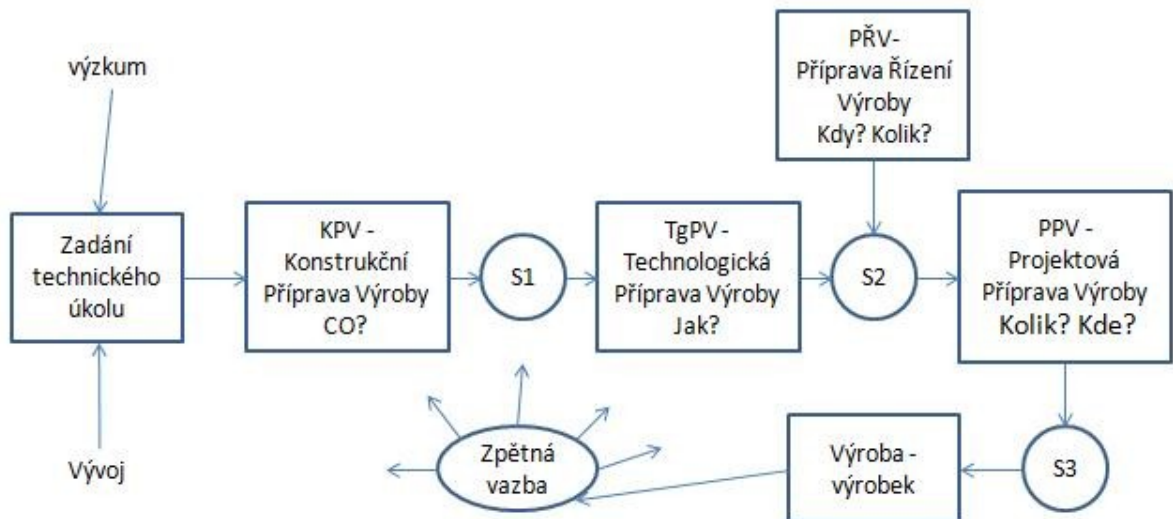 výzkum
Zadání
technického
úkolu
Vývoj
KPV -
Konstrukční
Příprava Výroby
CO?
S1
TgPV -
Technologická
Příprava Výroby
Jak?
PŘV-
Příprava Řízení
Výroby
Kdy? Kolik?
S2
PPV -
Projektová
Příprava Výroby
Kolik? Kde?
S3
Výroba -
výrobek
Zpětná
vazba